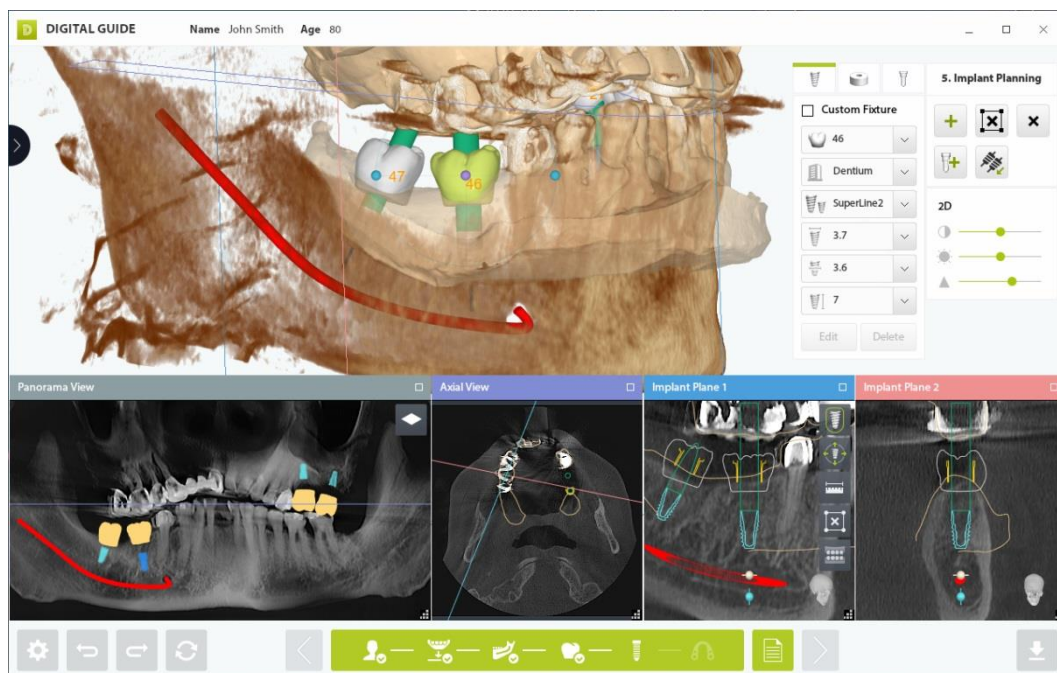 D DIGITAL GUIDE Name John Smith Age 80
47
46
Custom Fixture
46
Dentium
SuperLine2
3.7
3.6
7
Edit Delete
5. Implant Planning
2D
Panorama View
Axial View
Implant Plane 1
Implant Plane 2